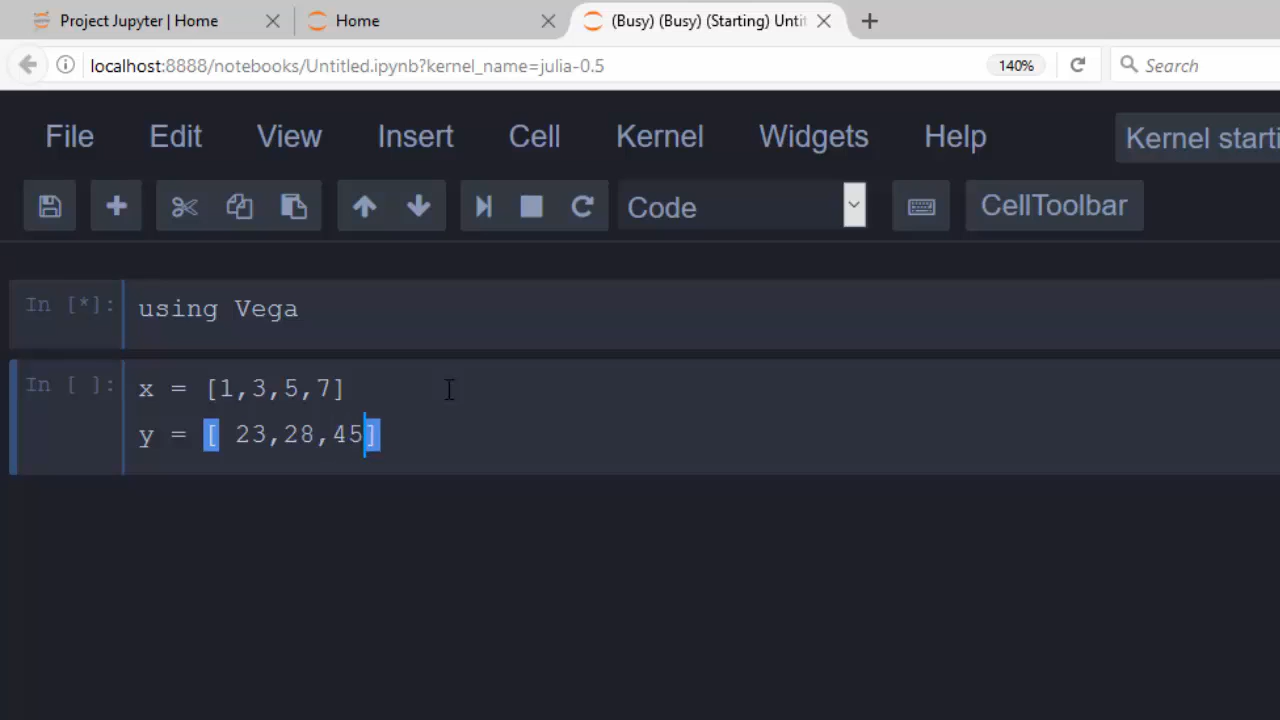 Project Jupyter | Home
Home
(Busy) (Busy) (Starting) Untit
localhost:8888/notebooks/Untitled.ipynb?kernel_name=julia-0.5
140%
Search
File
Edit
View
Insert
Cell
Kernel
Widgets
Help
Kernel starti
Code
CellToolbar
In [*]:
using Vega
In [ ]:
x = [1,3,5,7]
y = [ 23,28,45]